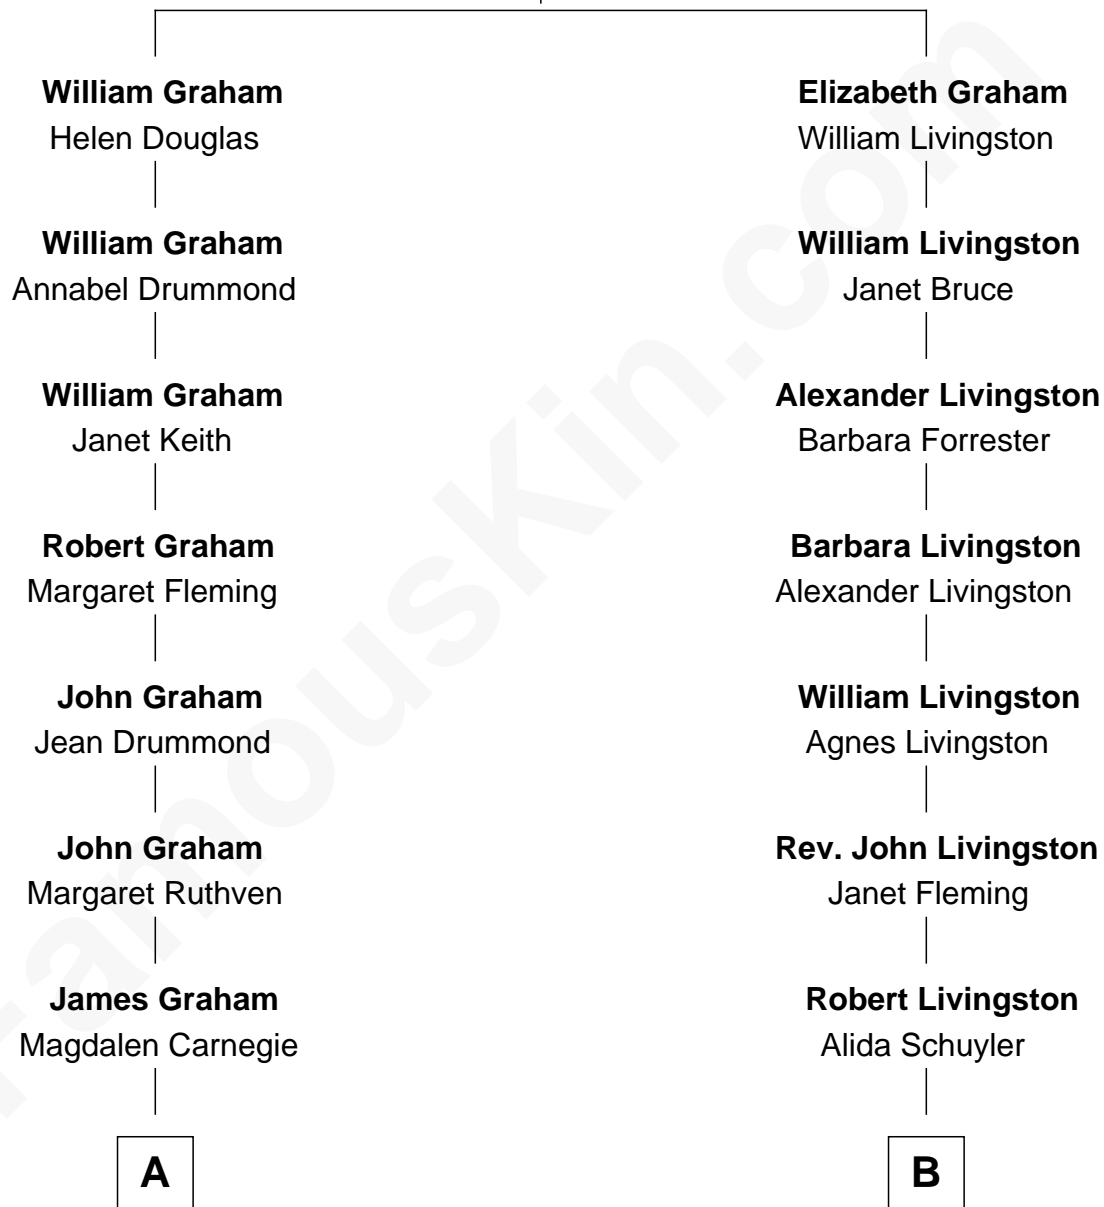 William Graham
Helen Douglas
William Graham
Annabel Drummond
William Graham
Janet Keith
Robert Graham
Margaret Fleming
John Graham
Jean Drummond
John Graham
Margaret Ruthven
James Graham
Magdalen Carnegie
A
Elizabeth Graham
William Livingston
William Livingston
Janet Bruce
Alexander Livingston
Barbara Forrester
Barbara Livingston
Alexander Livingston
William Livingston
Agnes Livingston
Rev. John Livingston
Janet Fleming
Robert Livingston
Alida Schuyler
B
FamousKin.com